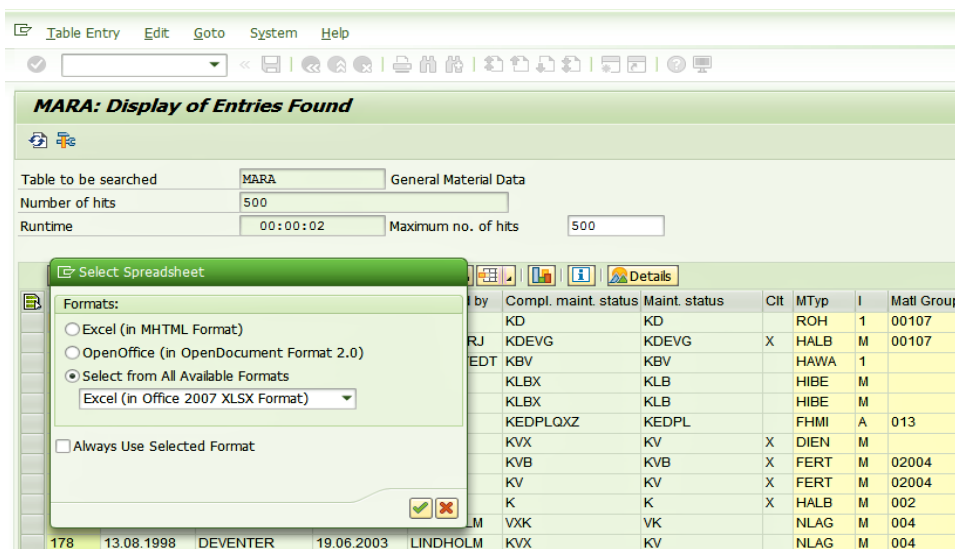 Table Entry Edit Goto System Help
MARA: Display of Entries Found
Table to be searched MARA General Material Data
Number of hits 500
Runtime 00:00:02 Maximum no. of hits 500
Select Spreadsheet
Details
Formats:
Excel (in MHTML Format)
OpenOffice (in OpenDocument Format 2.0)
Select from All Available Formats
Excel (in Office 2007 XLSX Format)
Always Use Selected Format
by Compl. maint. status Maint. status Clt MTyp I Matl Group
KD KD ROH 1 00107
RJ KDEVG KDEVG X HALB M 00107
EDT KBV KBV HAWA 1
KLBX KLB HIBE M
KLBX KLB HIBE M
KEDPLQXZ KEDPL FHMI A 013
KVX KV X DIEN M
KVB KVB X FERT M 02004
KV KV X FERT M 02004
K K X HALB M 002
LM VXK VK NLAG M 004
178 13.08.1998 DEVENTER 19.06.2003 LINDHOLM KVX KV NLAG M 004